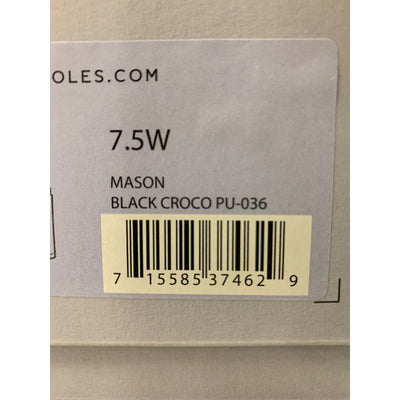 OLES.COM
7.5W
MASON
BLACK CROCO PU-036
7 15585 37462 9